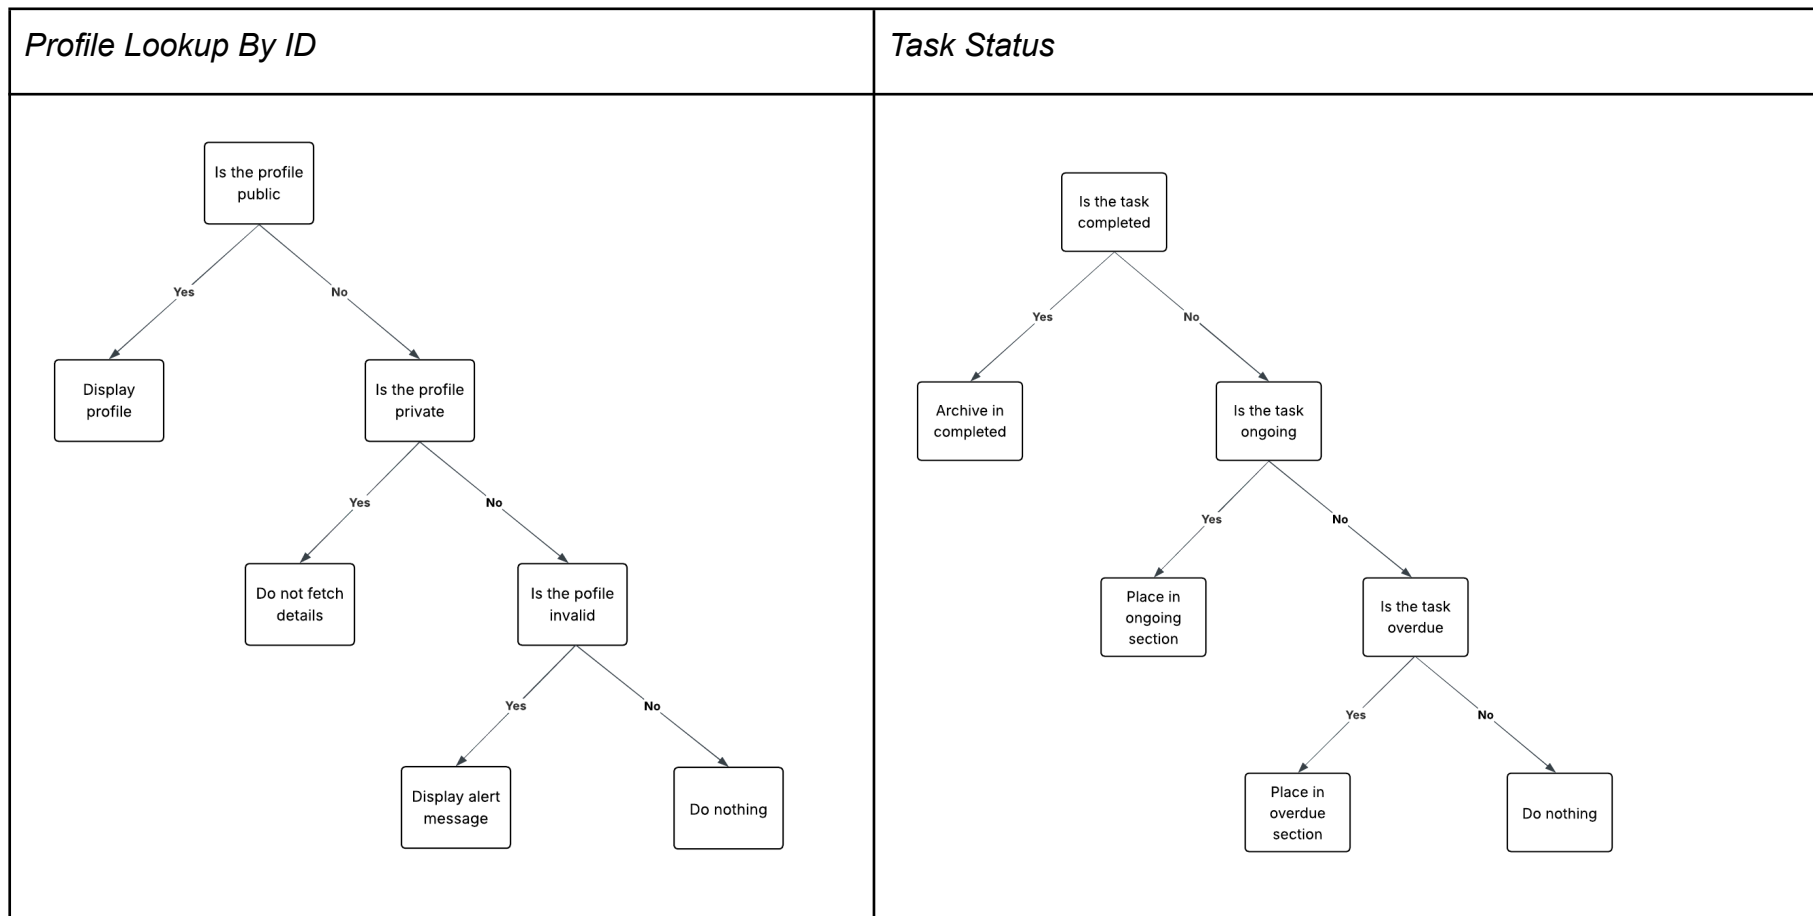 Profile Lookup By ID
Task Status
Is the profile
public
Yes
No
Display
profile
Is the profile
private
Yes
No
Do not fetch
details
Is the pofile
invalid
Yes
No
Display alert
message
Do nothing
Is the task
completed
Yes
No
Archive in
completed
Is the task
ongoing
Yes
No
Place in
ongoing
section
Is the task
overdue
Yes
No
Place in
overdue
section
Do nothing